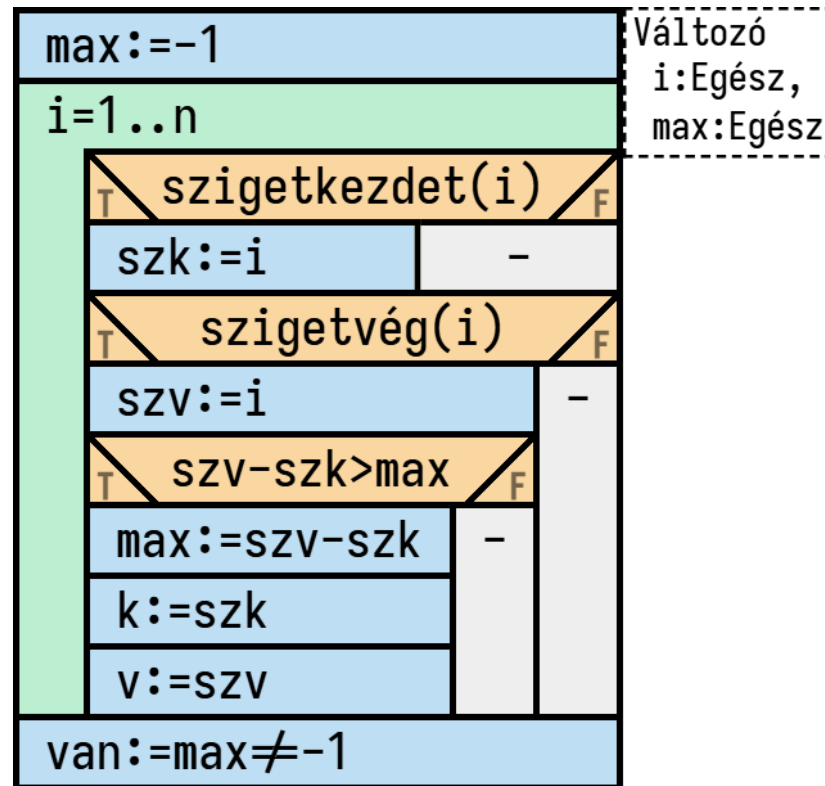 max:=-1
Változó
i:Egész,
max:Egész
i=1..n
T szigetkezdet(i) F
szk:=i -
T szigetvég(i) F
szv:=i -
T szv-szk>max F
max:=szv-szk -
k:=szk
v:=szv
van:=max≠-1